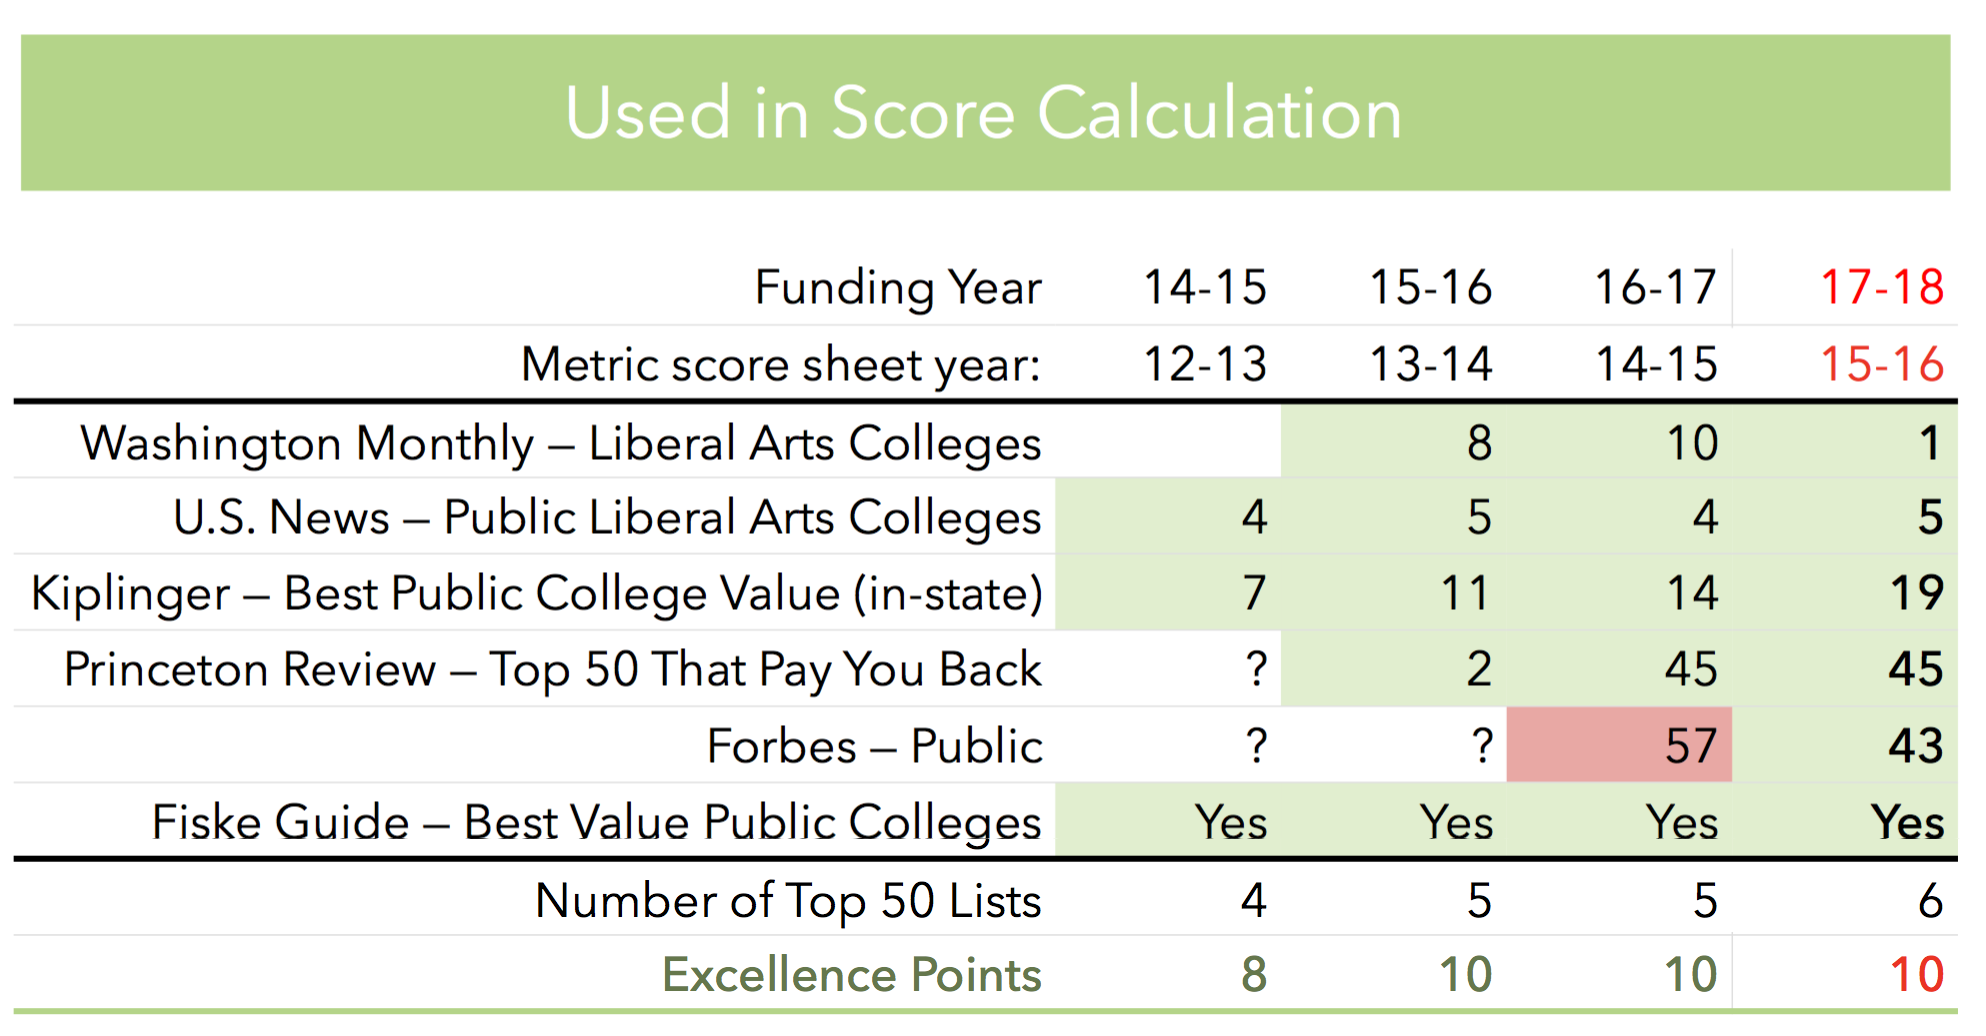 Used in Score Calculation
Funding Year 14-15 15-16 16-17 17-18
Metric score sheet year: 12-13 13-14 14-15 15-16
Washington Monthly – Liberal Arts Colleges 8 10 1
U.S. News – Public Liberal Arts Colleges 4 5 4 5
Kiplinger – Best Public College Value (in-state) 7 11 14 19
Princeton Review – Top 50 That Pay You Back ? 2 45 45
Forbes – Public ? ? 57 43
Fiske Guide – Best Value Public Colleges Yes Yes Yes Yes
Number of Top 50 Lists 4 5 5 6
Excellence Points 8 10 10 10